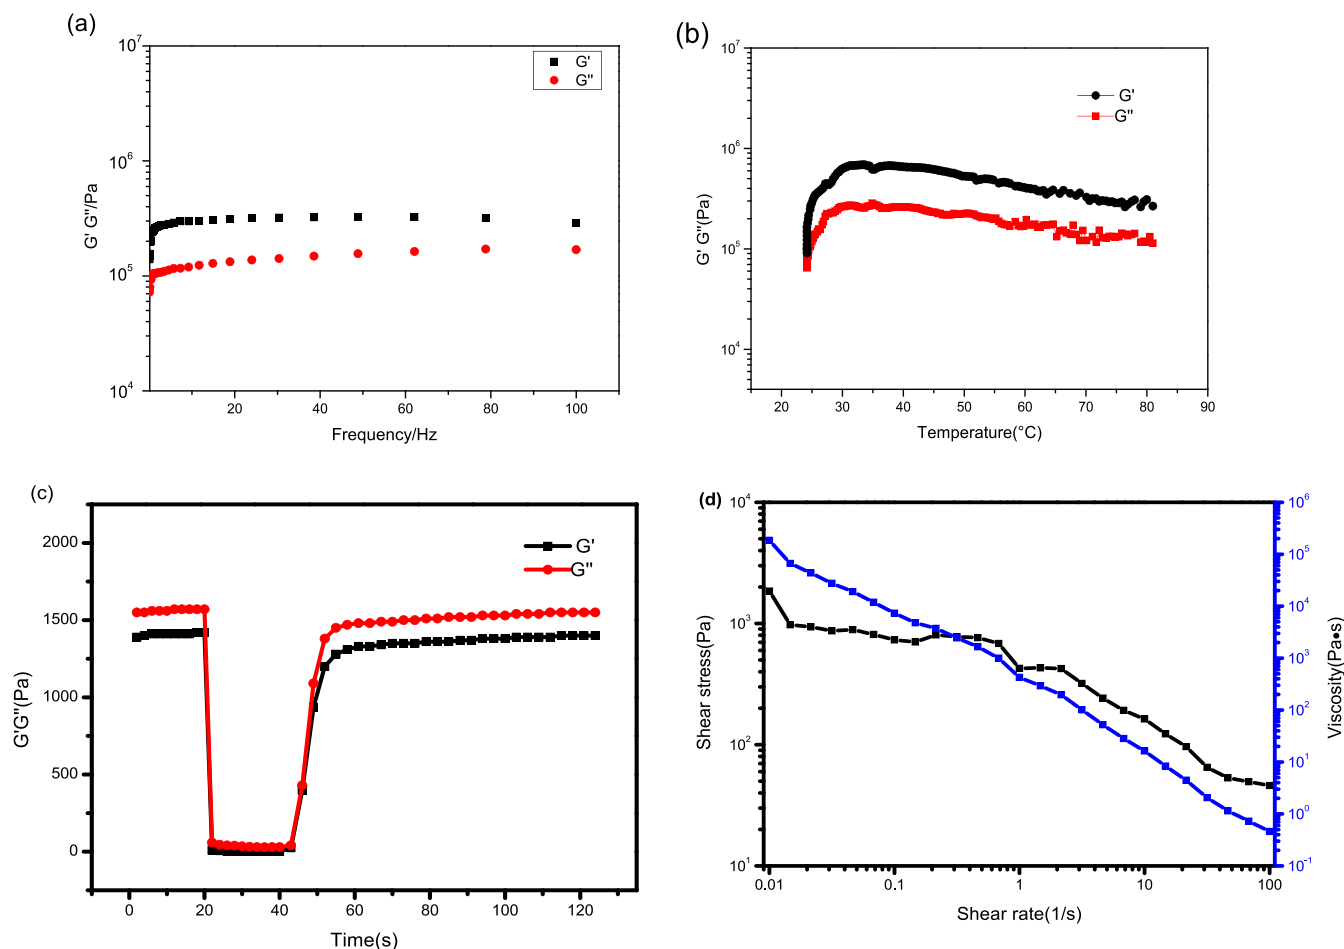 (a)
10^7
10^6
10^5
10^4
G' G''/Pa
G'
G''
20
40
60
80
100
Frequency/Hz
(b)
10^7
10^6
10^5
10^4
G' G''(Pa)
G'
G''
20
30
40
50
60
70
80
90
Temperature(°C)
(c)
2000
1500
1000
500
0
G'G''(Pa)
G'
G''
0
20
40
60
80
100
120
Time(s)
(d)
10^4
10^3
10^2
10^1
Shear stress(Pa)
10^6
10^5
10^4
10^3
10^2
10^1
10^0
10^-1
Viscosity(Pa•s)
0.01
0.1
1
10
100
Shear rate(1/s)